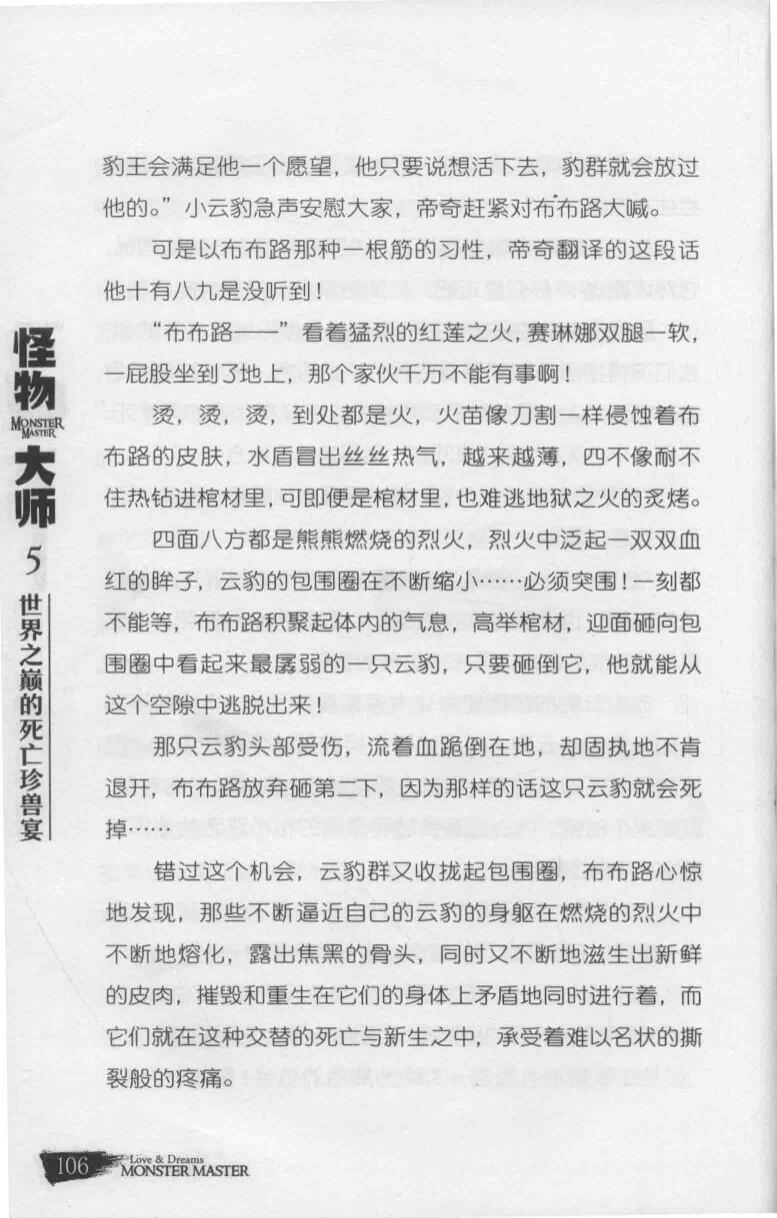 豹王会满足他一个愿望，他只要说想活下去，豹群就会放过
他的。”小云豹急声安慰大家，帝奇赶紧对布布路大喊。
可是以布布路那种一根筋的习性，帝奇翻译的这段话
他十有八九是没听到！
“布布路——”看着猛烈的红莲之火，赛琳娜双腿一软，
一屁股坐到了地上，那个家伙千万不能有事啊！
烫，烫，烫，到处都是火，火苗像刀割一样侵蚀着布
布路的皮肤，水盾冒出丝丝热气，越来越薄，四不像耐不
住热钻进棺材里，可即便是棺材里，也难逃地狱之火的炙烤。
四面八方都是熊熊燃烧的烈火，烈火中泛起一双双血
红的眸子，云豹的包围圈在不断缩小……必须突围！一刻都
不能等，布布路积聚起体内的气息，高举棺材，迎面砸向包
围圈中看起来最孱弱的一只云豹，只要砸倒它，他就能从
这个空隙中逃脱出来！
那只云豹头部受伤，流着血跪倒在地，却固执地不肯
退开，布布路放弃砸第二下，因为那样的话这只云豹就会死
掉……
错过这个机会，云豹群又收拢起包围圈，布布路心惊
地发现，那些不断逼近自己的云豹的身躯在燃烧的烈火中
不断地熔化，露出焦黑的骨头，同时又不断地滋生出新鲜
的皮肉，摧毁和重生在它们的身体上矛盾地同时进行着，而
它们就在这种交替的死亡与新生之中，承受着难以名状的撕
裂般的疼痛。
怪物
MONSTER
MASTER
大师
5
世界之巅的死亡珍兽宴
106
Love & Dreams
MONSTER MASTER